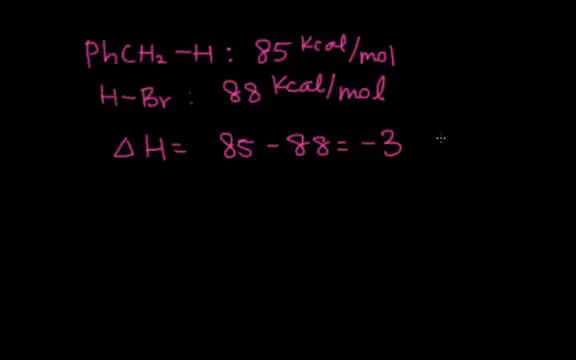 PhCH₂-H: 85 Kcal/mol
H-Br: 88 Kcal/mol
ΔH= 85-88=-3